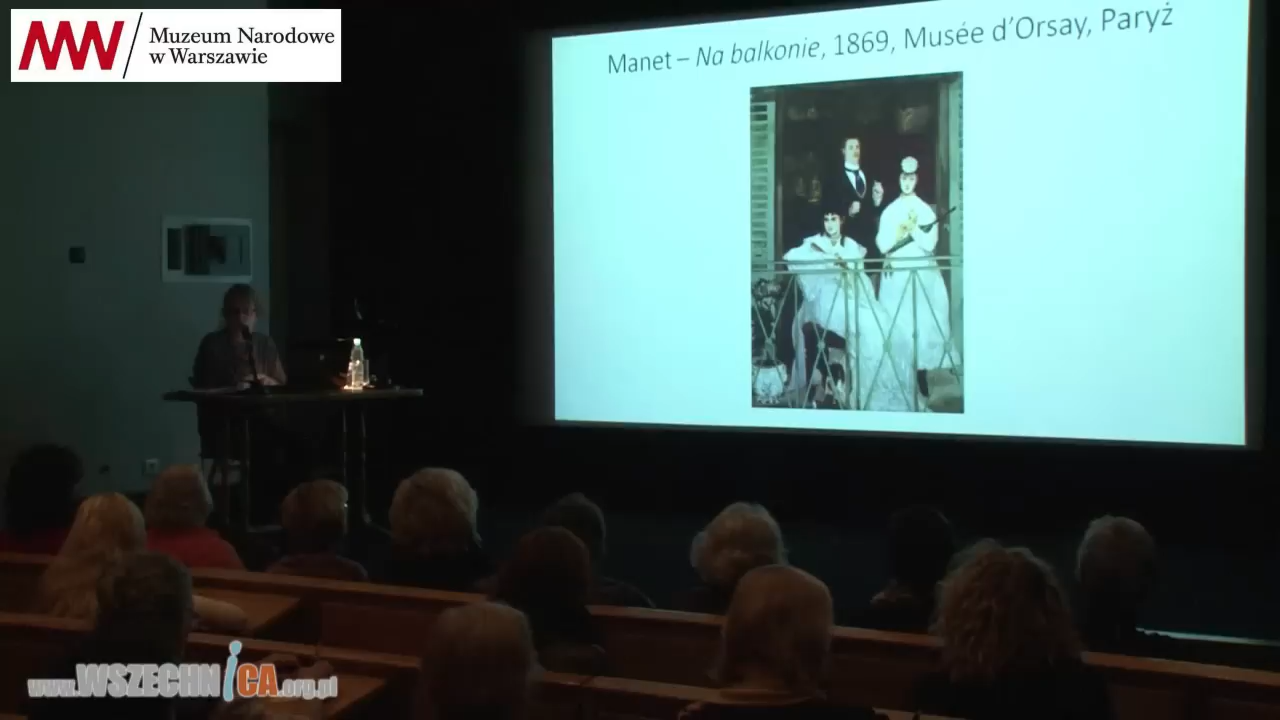 Muzeum Narodowe
w Warszawie
Manet – Na balkonie, 1869, Musée d'Orsay, Paryż
www.WSZECHNiCA.org.pl